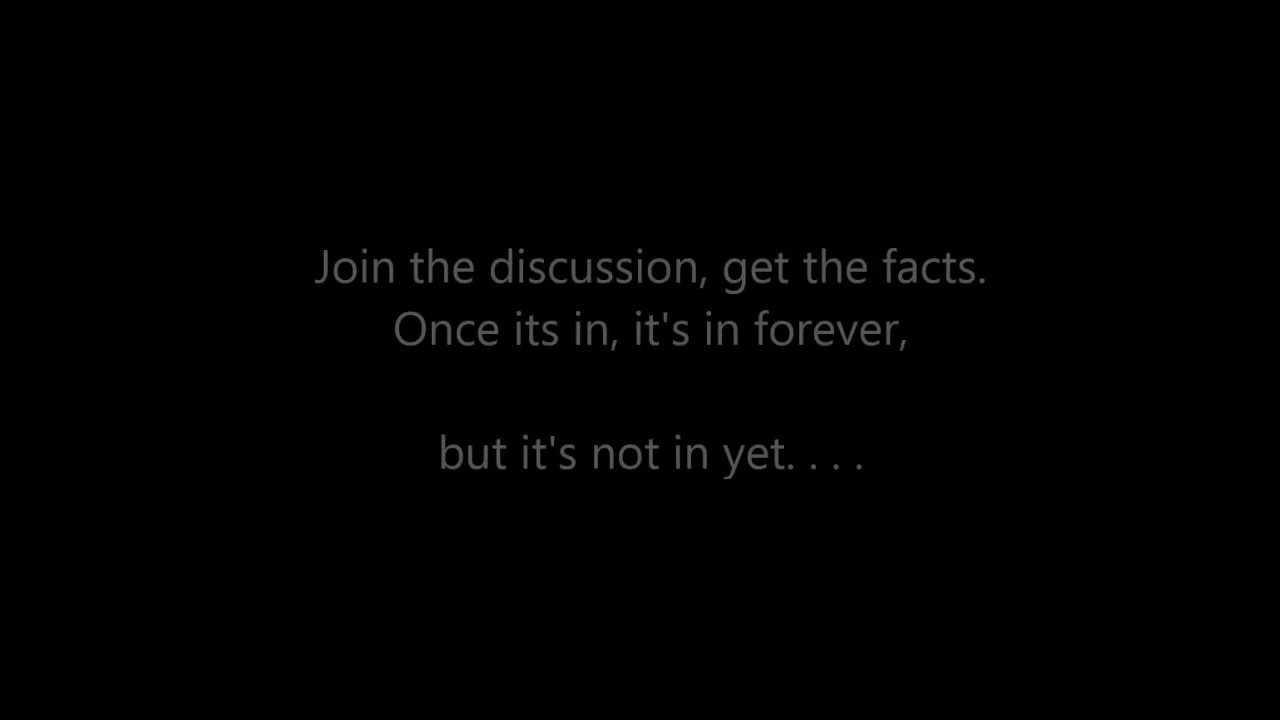 Join the discussion, get the facts.
Once its in, it's in forever,
but it's not in yet. . . .